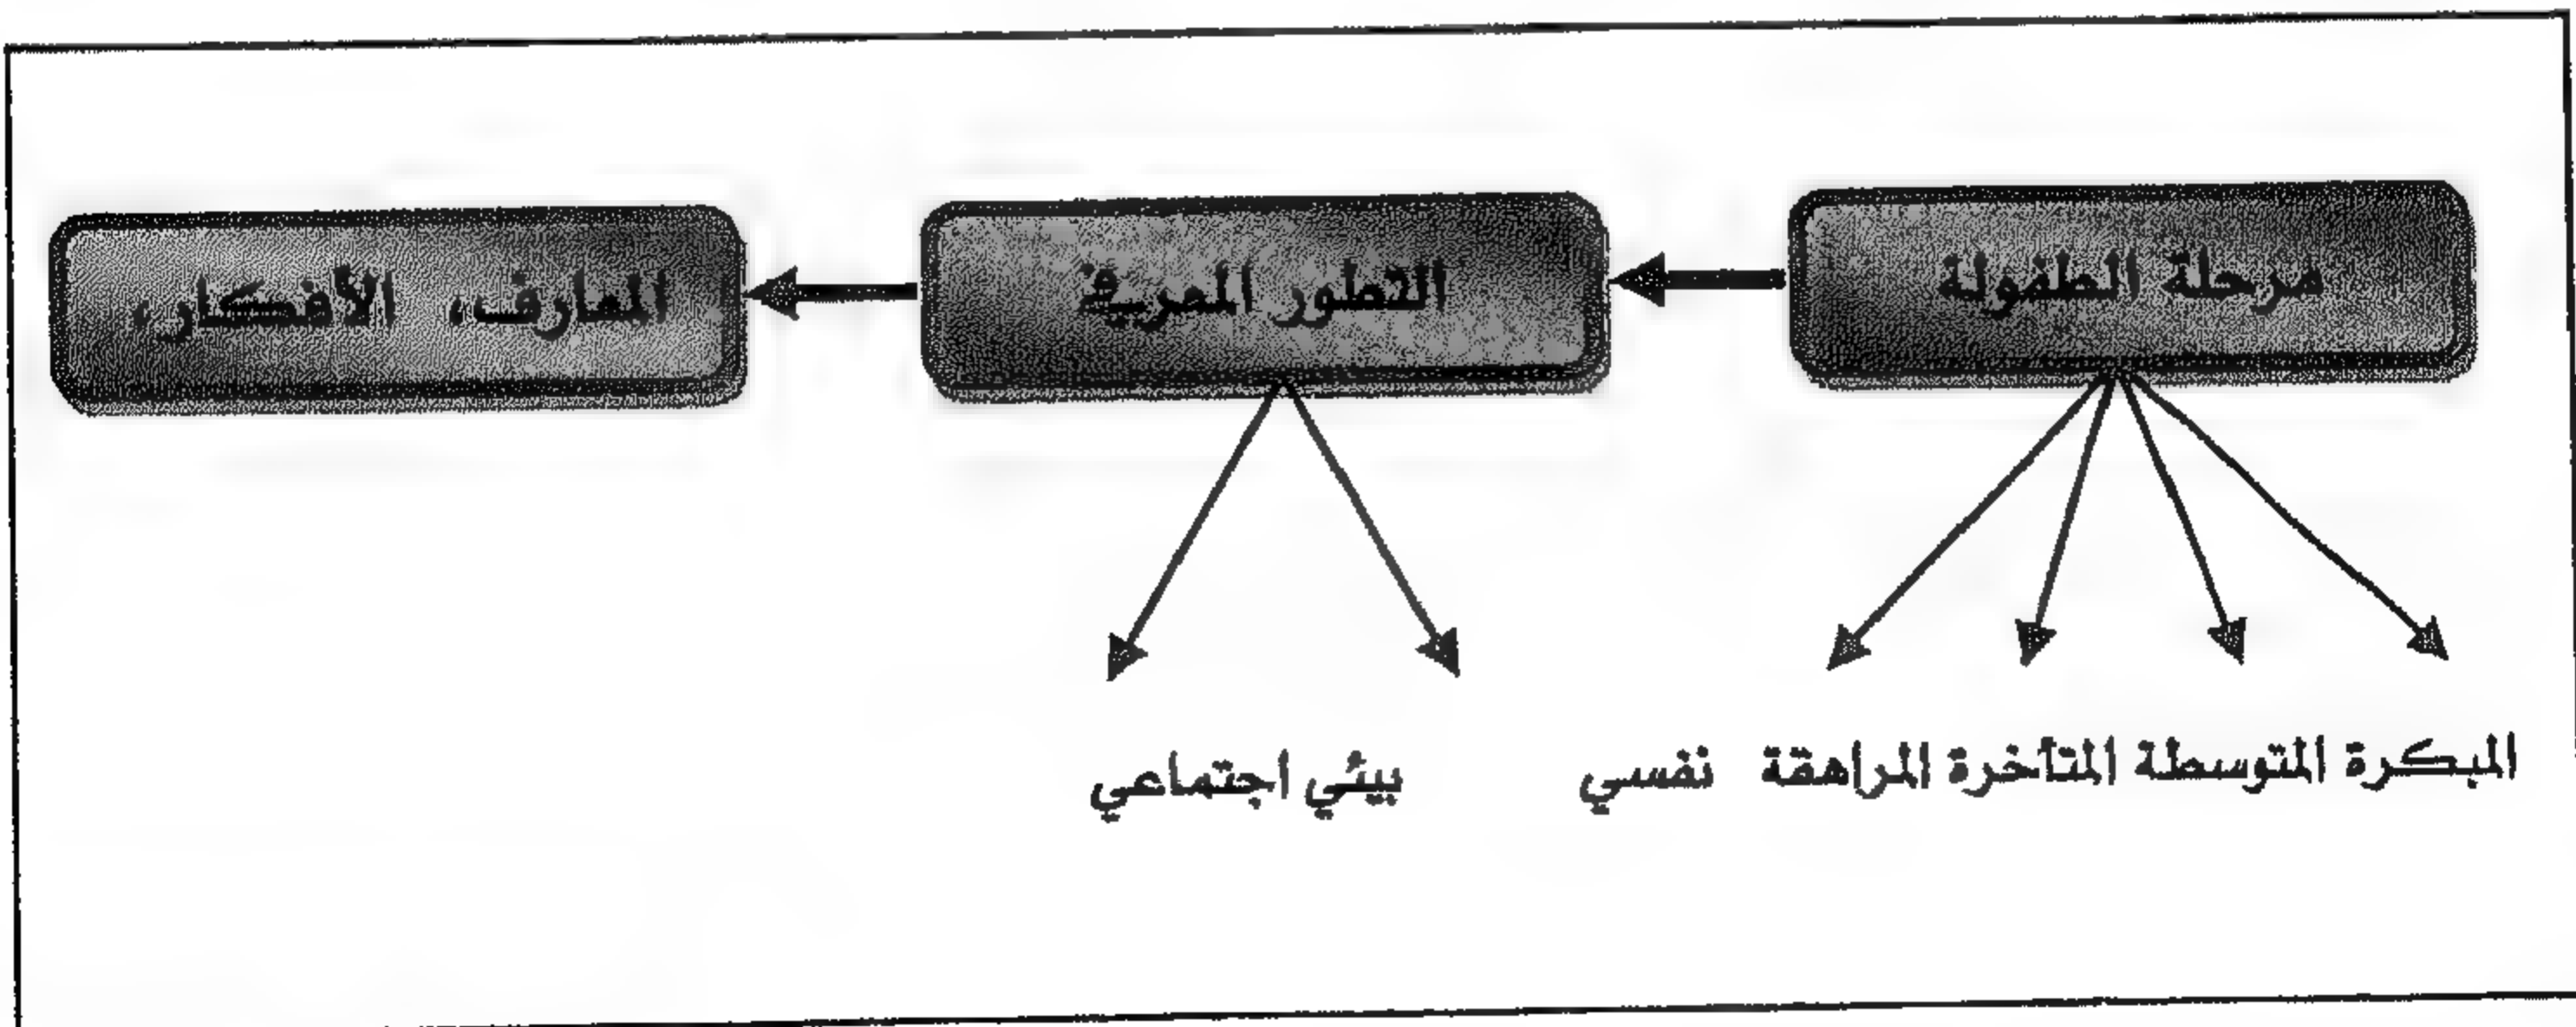 مرحلة الطفولة
التطور المعرفي
المعارف، الأفكار،
المبكرة المتوسطة المتأخرة المراهقة نفسي
بيئي اجتماعي